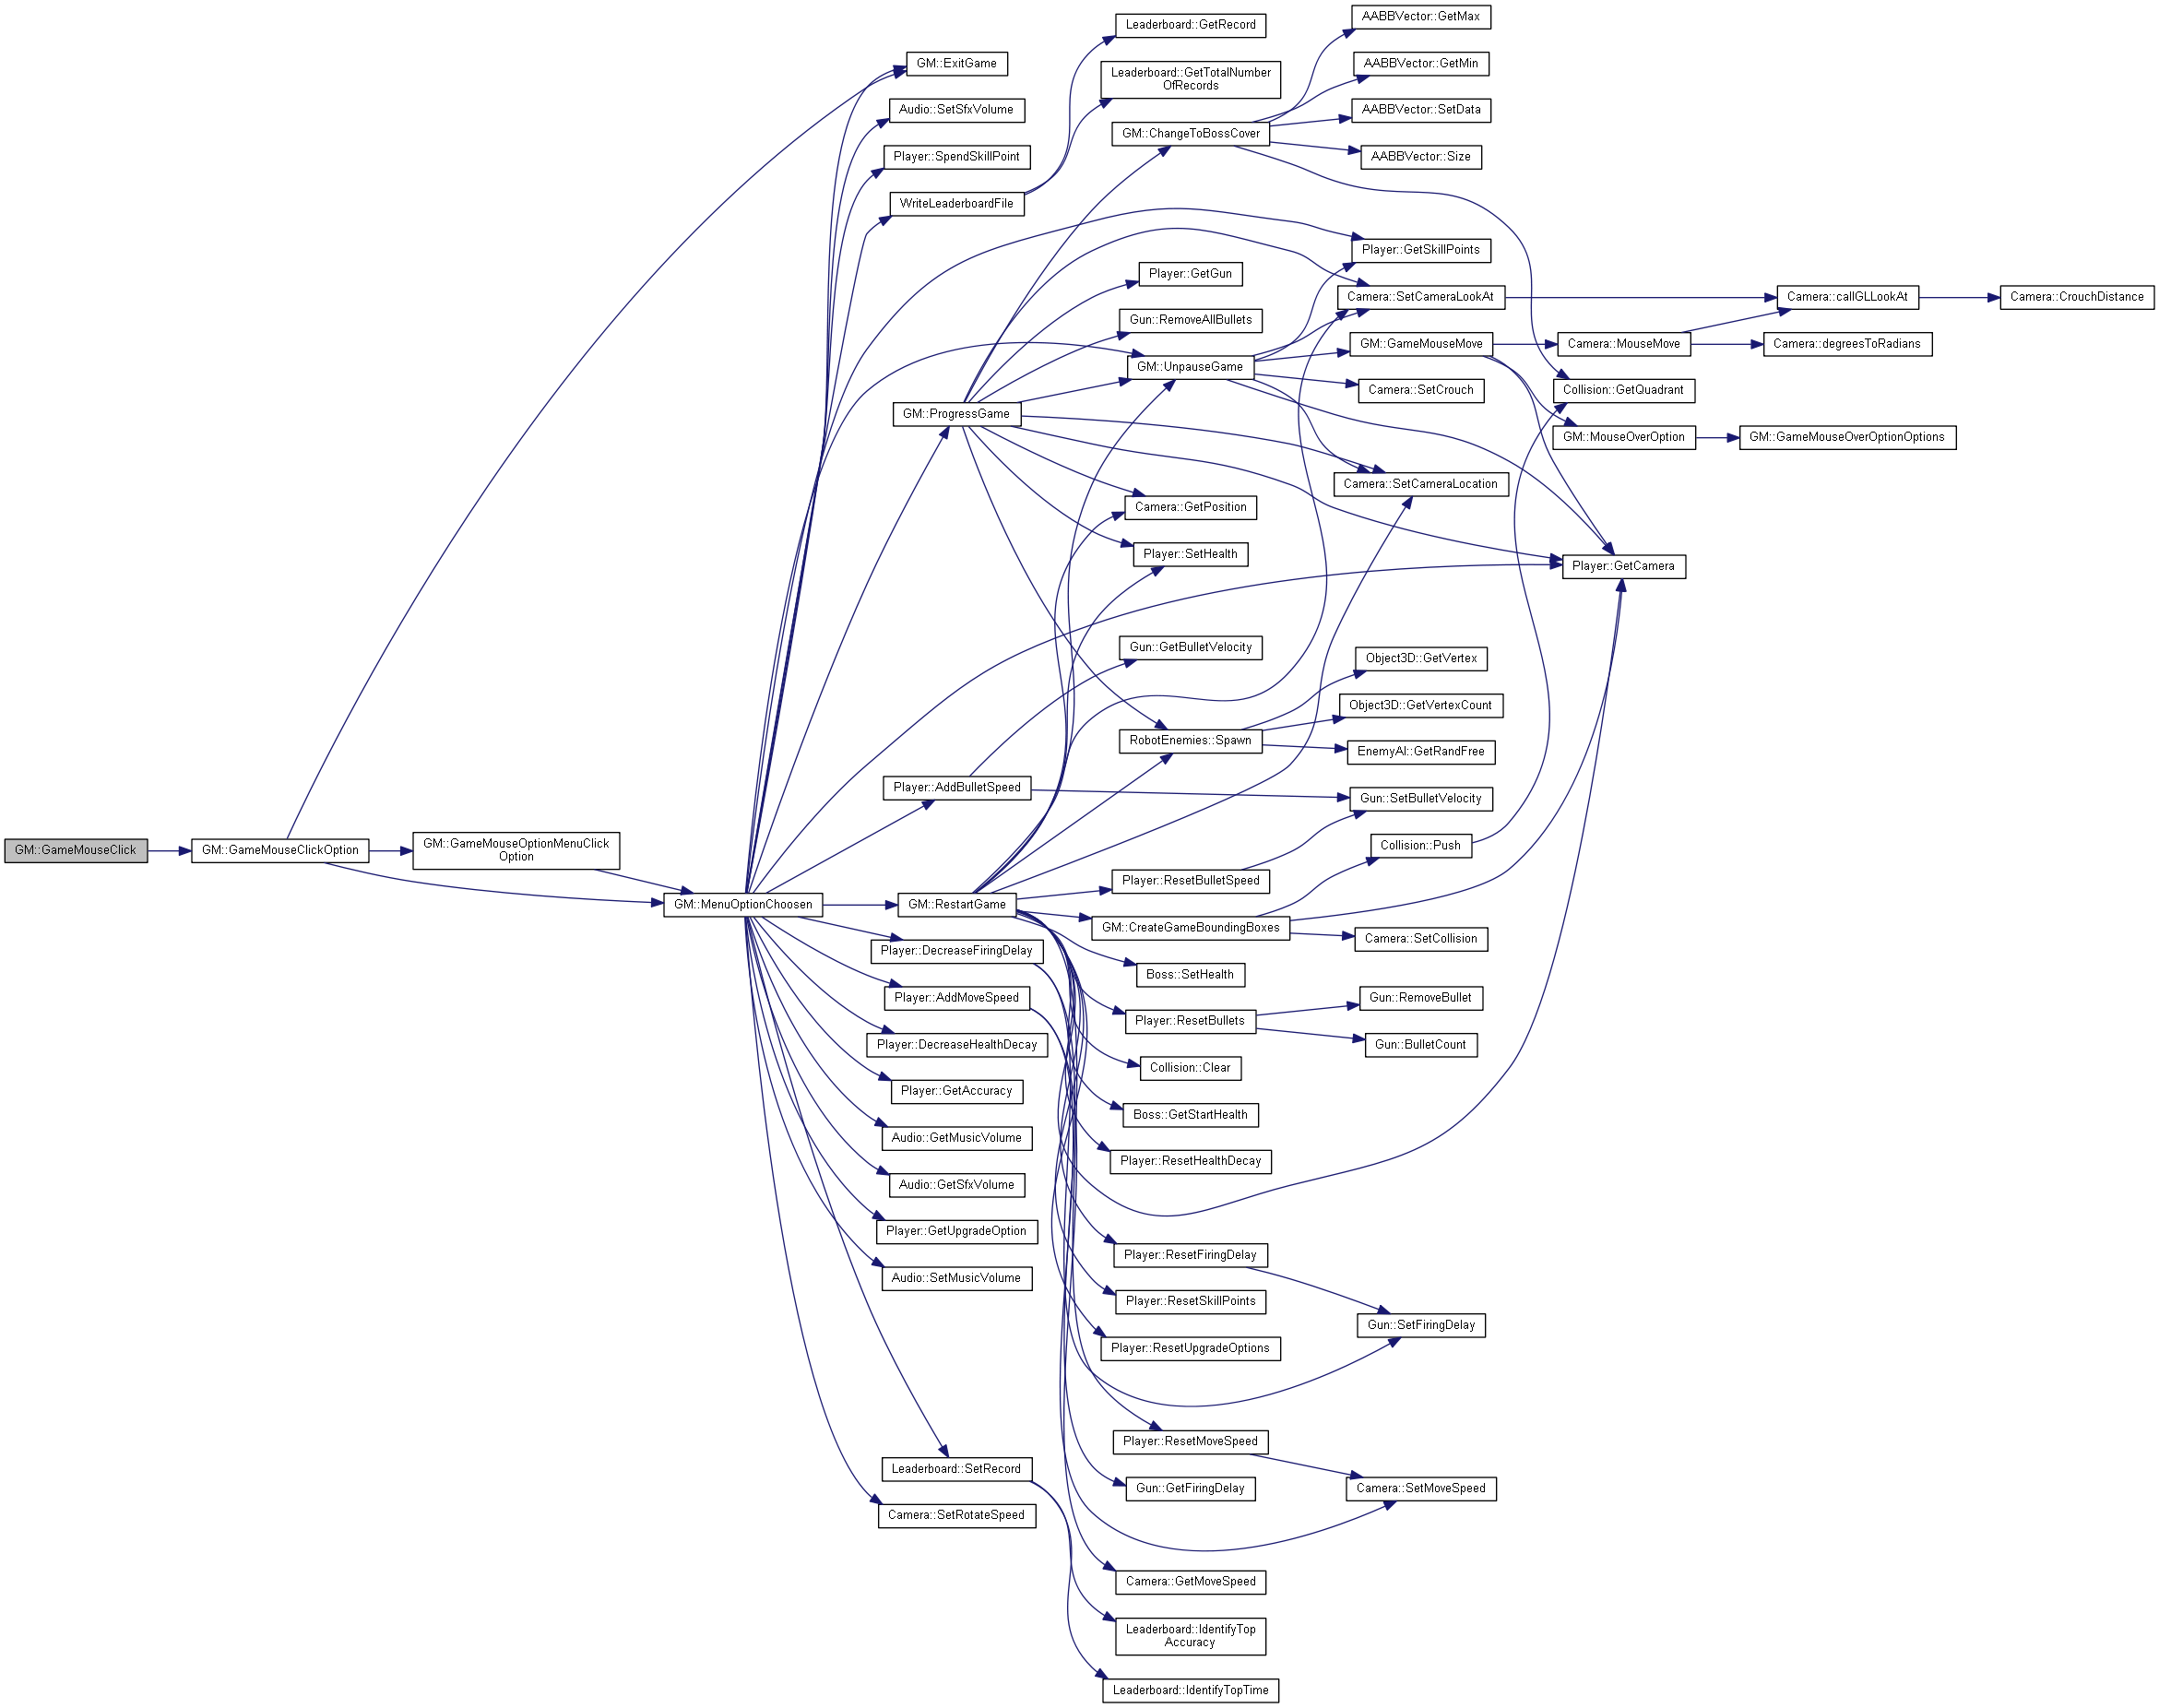 GM::GameMouseClick
GM::GameMouseClickOption
GM::GameMouseOptionMenuClick
Option
GM::MenuOptionChoosen
GM::ExitGame
Audio::SetSfxVolume
Player::SpendSkillPoint
WriteLeaderboardFile
GM::ProgressGame
Player::AddBulletSpeed
GM::RestartGame
Player::DecreaseFiringDelay
Player::AddMoveSpeed
Player::DecreaseHealthDecay
Player::GetAccuracy
Audio::GetMusicVolume
Audio::GetSfxVolume
Player::GetUpgradeOption
Audio::SetMusicVolume
Leaderboard::SetRecord
Camera::SetRotateSpeed
Leaderboard::GetRecord
Leaderboard::GetTotalNumber
OfRecords
GM::ChangeToBossCover
Player::GetGun
Gun::RemoveAllBullets
GM::UnpauseGame
Camera::GetPosition
Player::SetHealth
Gun::GetBulletVelocity
RobotEnemies::Spawn
Player::ResetBulletSpeed
GM::CreateGameBoundingBoxes
Boss::SetHealth
Player::ResetBullets
Collision::Clear
Boss::GetStartHealth
Player::ResetHealthDecay
Player::ResetFiringDelay
Player::ResetSkillPoints
Player::ResetUpgradeOptions
Player::ResetMoveSpeed
Gun::GetFiringDelay
Camera::GetMoveSpeed
Leaderboard::IdentifyTop
Accuracy
Leaderboard::IdentifyTopTime
AABBVector::GetMax
AABBVector::GetMin
AABBVector::SetData
AABBVector::Size
Player::GetSkillPoints
Camera::SetCameraLookAt
GM::GameMouseMove
Camera::SetCrouch
Camera::SetCameraLocation
Object3D::GetVertex
Object3D::GetVertexCount
EnemyAI::GetRandFree
Gun::SetBulletVelocity
Collision::Push
Camera::SetCollision
Gun::RemoveBullet
Gun::BulletCount
Gun::SetFiringDelay
Camera::SetMoveSpeed
Camera::MouseMove
Collision::GetQuadrant
GM::MouseOverOption
Player::GetCamera
Camera::callGLLookAt
Camera::degreesToRadians
GM::GameMouseOverOptionOptions
Camera::CrouchDistance